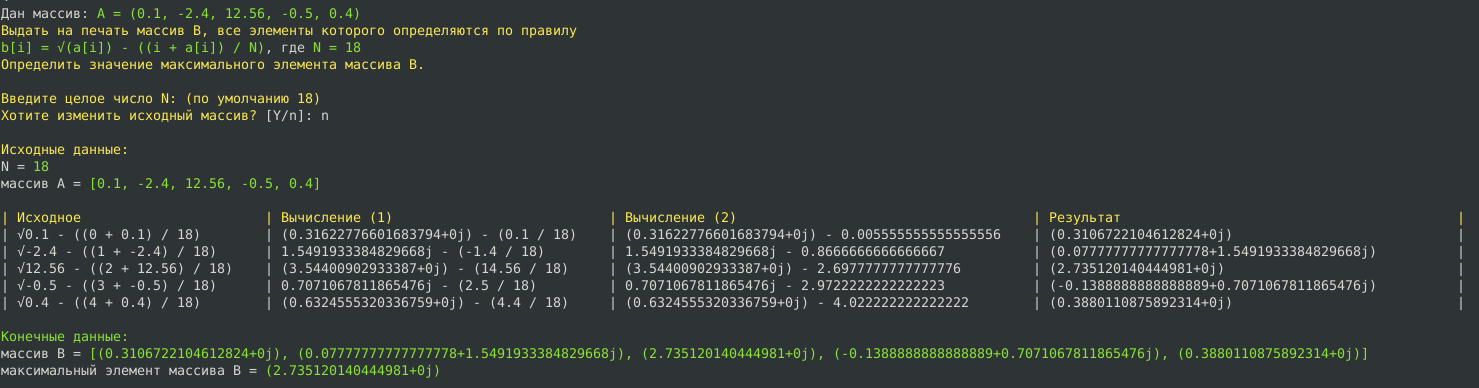 Дан массив: A = (0.1, -2.4, 12.56, -0.5, 0.4)
Выдать на печать массив B, все элементы которого определяются по правилу
b[i] = √(a[i]) - ((i + a[i]) / N), где N = 18
Определить значение максимального элемента массива B.
Введите целое число N: (по умолчанию 18)
Хотите изменить исходный массив? [Y/n]: n
Исходные данные:
N = 18
массив A = [0.1, -2.4, 12.56, -0.5, 0.4]
| Исходное | Вычисление (1) | Вычисление (2) | Результат |
| √0.1 - ((0 + 0.1) / 18) | (0.31622776601683794+0j) - (0.1 / 18) | (0.31622776601683794+0j) - 0.005555555555555556 | (0.3106722104612824+0j) |
| √-2.4 - ((1 + -2.4) / 18) | 1.5491933384829668j - (-1.4 / 18) | 1.5491933384829668j - 0.8666666666666667 | (0.07777777777777778+1.5491933384829668j) |
| √12.56 - ((2 + 12.56) / 18) | (3.54400902933387+0j) - (14.56 / 18) | (3.54400902933387+0j) - 2.6977777777777776 | (2.735120140444981+0j) |
| √-0.5 - ((3 + -0.5) / 18) | 0.7071067811865476j - (2.5 / 18) | 0.7071067811865476j - 2.9722222222222223 | (-0.1388888888888889+0.7071067811865476j) |
| √0.4 - ((4 + 0.4) / 18) | (0.6324555320336759+0j) - (4.4 / 18) | (0.6324555320336759+0j) - 4.022222222222222 | (0.3880110875892314+0j) |
Конечные данные:
массив B = [(0.3106722104612824+0j), (0.07777777777777778+1.5491933384829668j), (2.735120140444981+0j), (-0.1388888888888889+0.7071067811865476j), (0.3880110875892314+0j)]
максимальный элемент массива B = (2.735120140444981+0j)